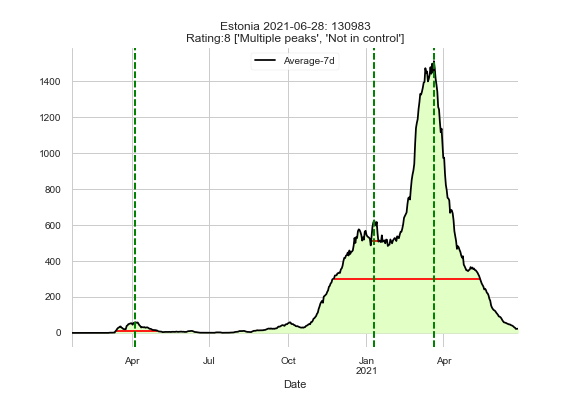 Estonia 2021-06-28: 130983
Rating:8 ['Multiple peaks', 'Not in control']
Average-7d
1400
1200
1000
800
600
400
200
0
Apr Jul Oct Jan Apr
2021
Date